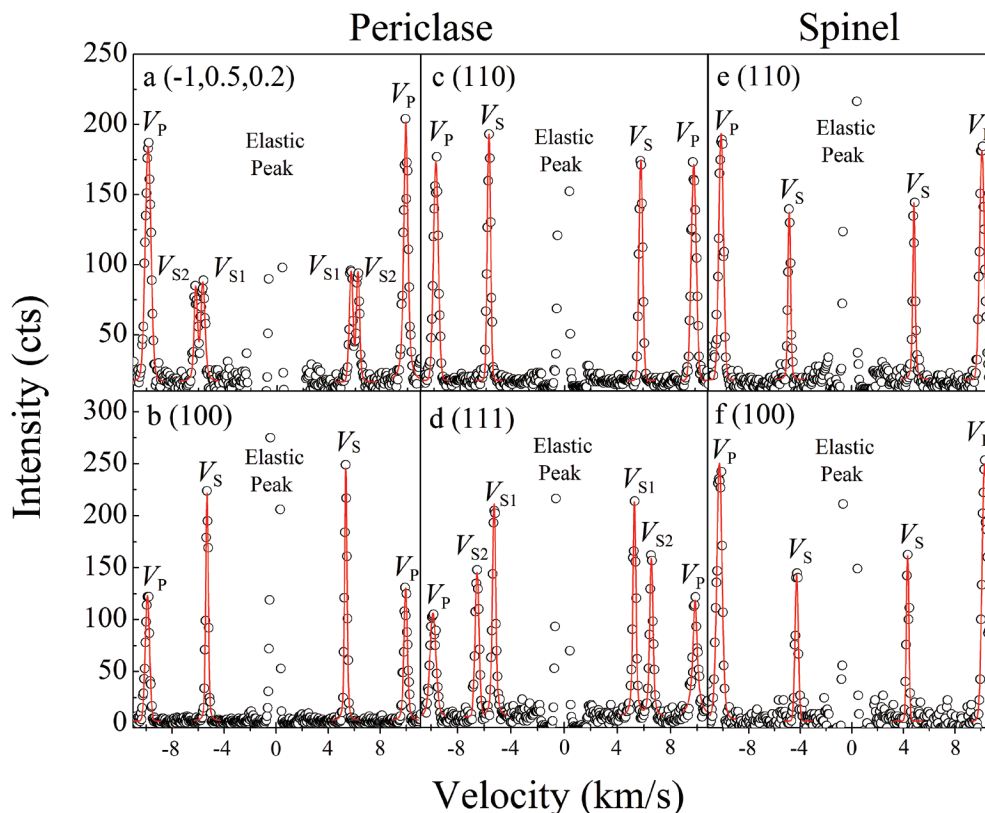 Periclase Spinel
250
200
150
100
50
300
250
200
150
100
50
0
Intensity (cts)
a (-1,0.5,0.2)
VP
VS2
VS1
Elastic
Peak
VS1
VS2
VP
c (110)
VP
VS
Elastic
Peak
VS
VP
e (110)
VP
VS
Elastic
Peak
VS
b (100)
VP
VS
Elastic
Peak
VS
VP
d (111)
VP
VS2
VS1
Elastic
Peak
VS1
VS2
VP
f (100)
VP
VS
Elastic
Peak
VS
-8 -4 0 4 8 -8 -4 0 4 8 -8 -4 0 4 8
Velocity (km/s)